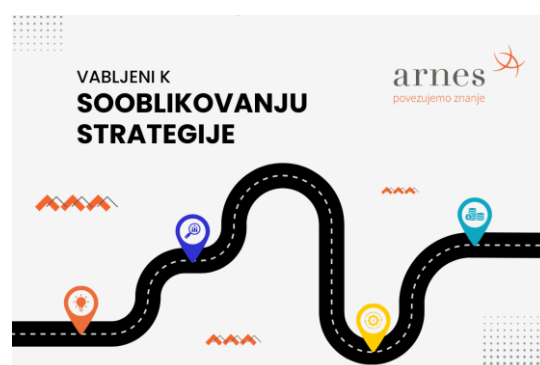 VABLJENI K
SOOBLIKOVANJU
STRATEGIJE
arnes
povezujemo znanje